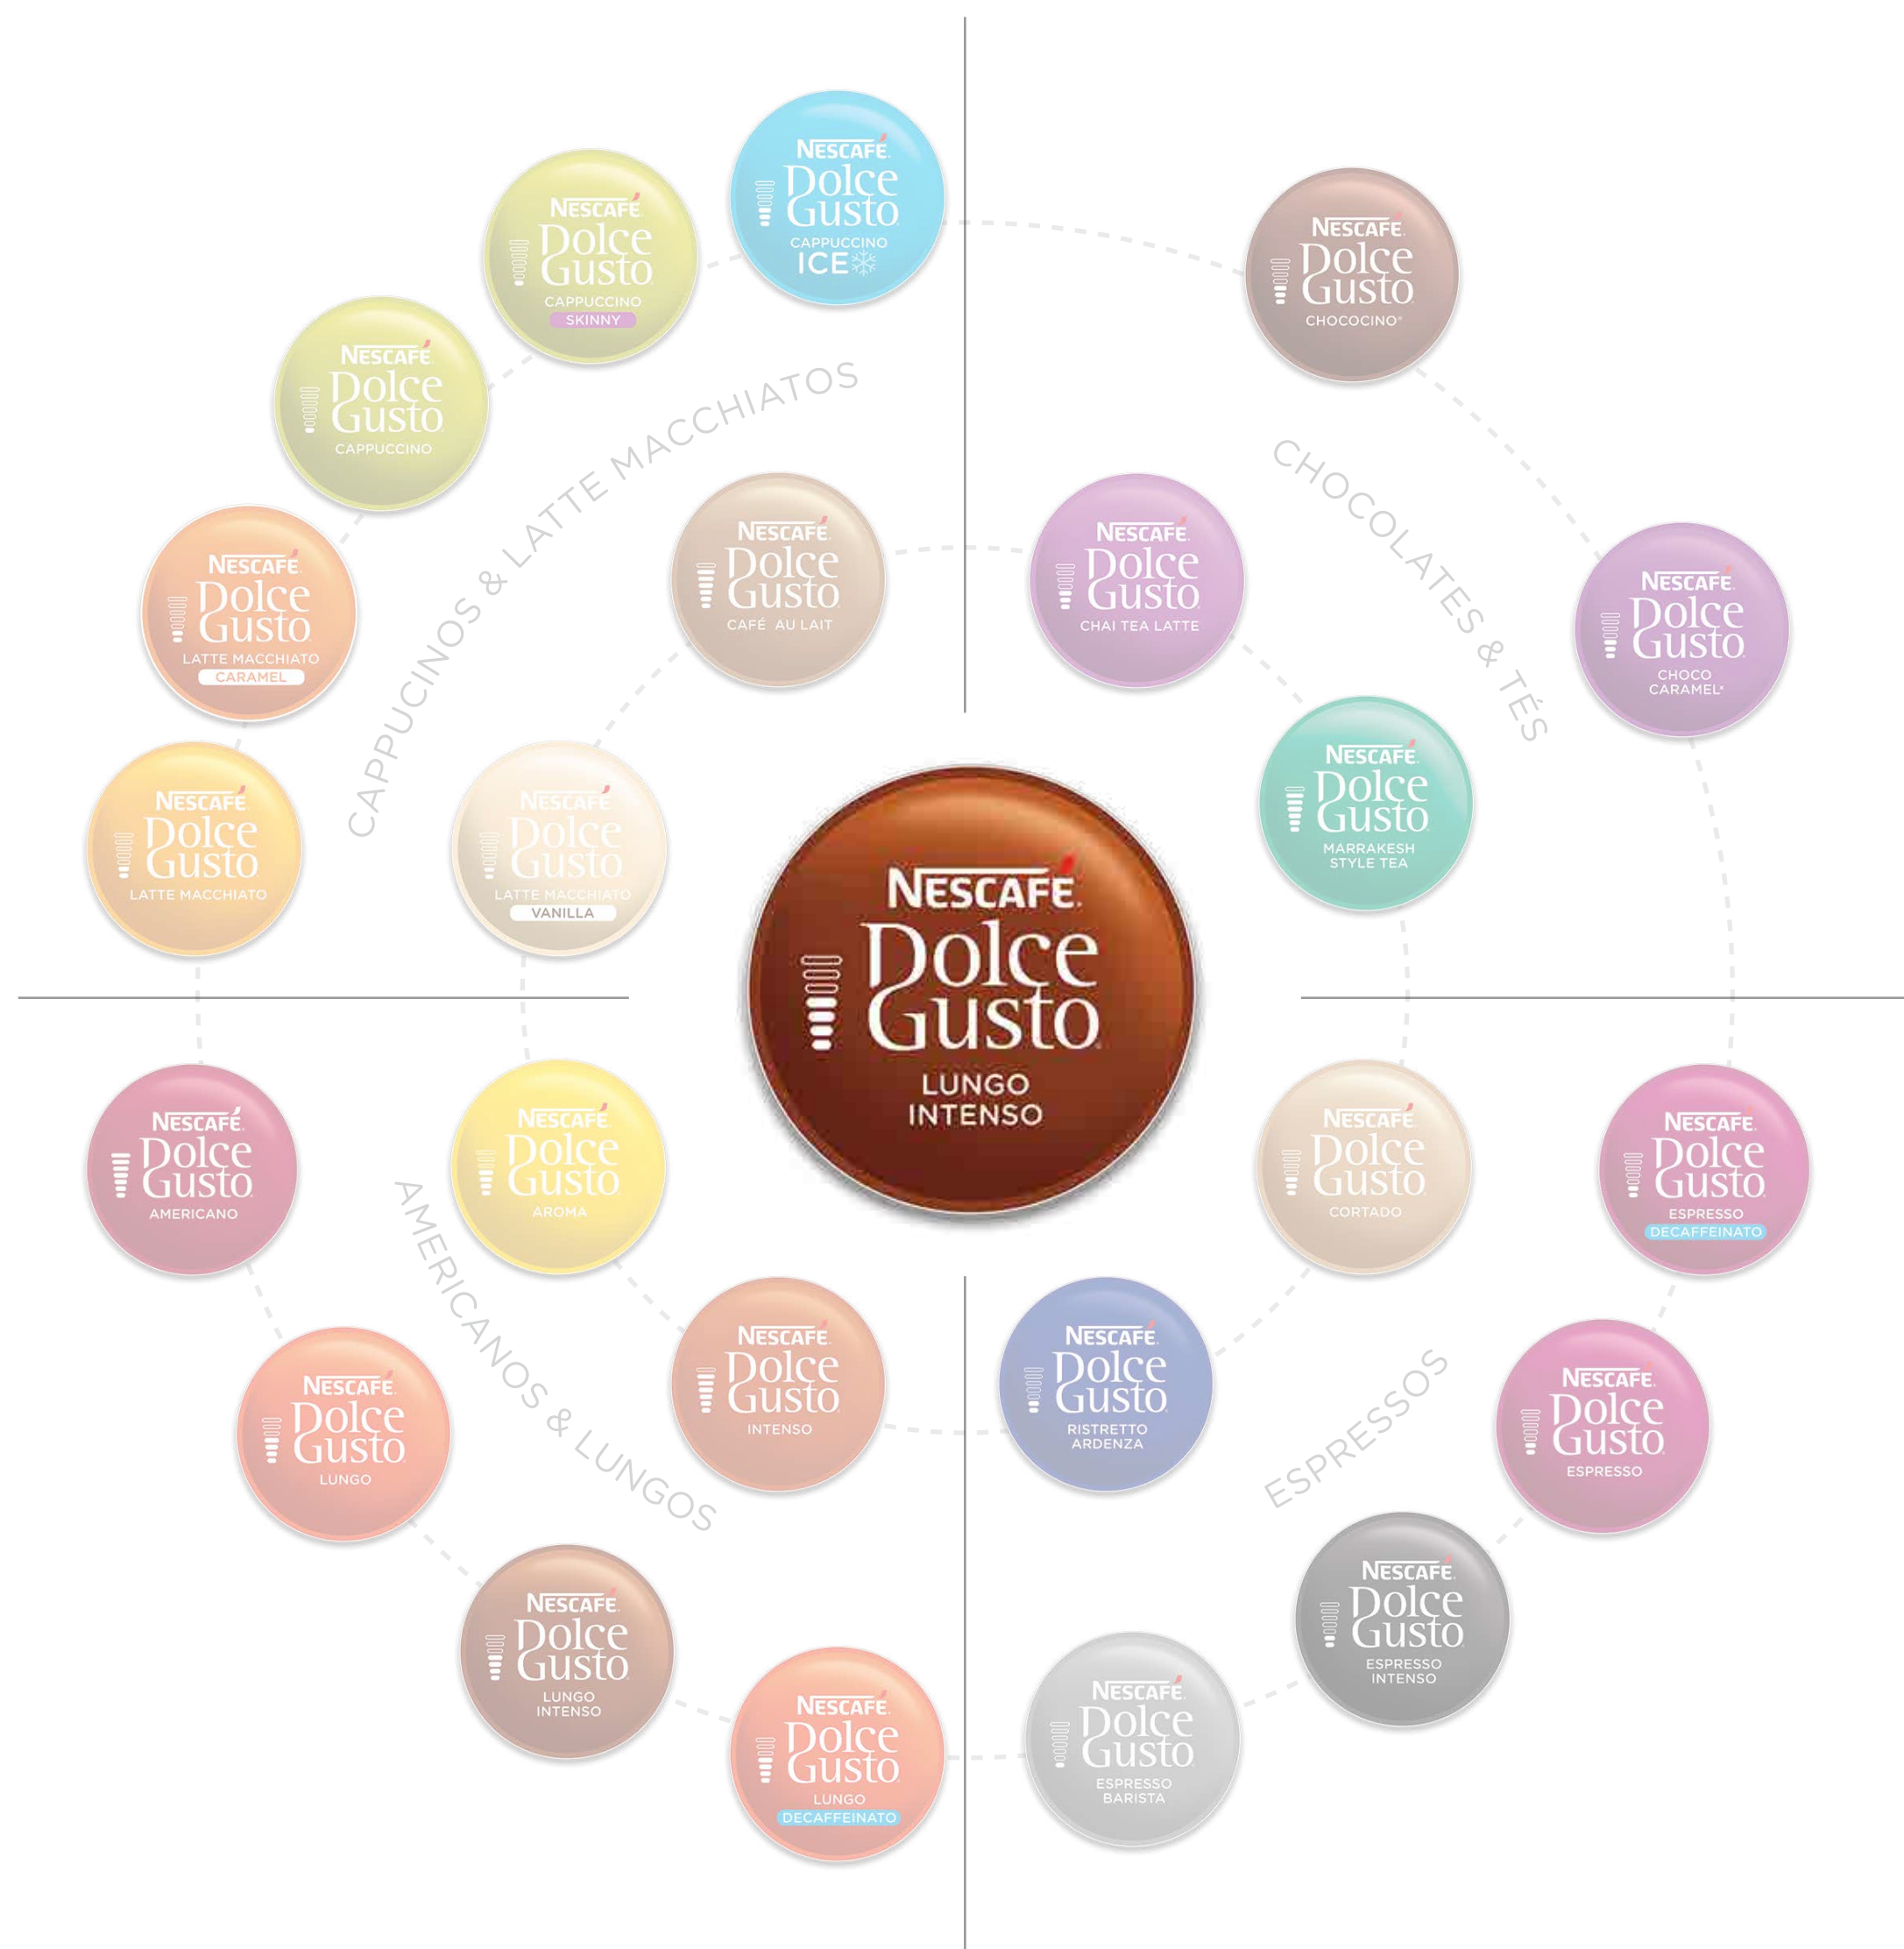 NESCAFÉ.
Dolce
Gusto
CAPPUCCINO
ICE
NESCAFÉ.
Dolce
Gusto
CAPPUCCINO
SKINNY
NESCAFÉ.
Dolce
Gusto
CAPPUCCINO
NESCAFÉ.
Dolce
Gusto
LATTE MACCHIATO
CARAMEL
NESCAFÉ.
Dolce
Gusto
LATTE MACCHIATO
CAPPUCINOS & LATTE MACCHIATOS
NESCAFÉ.
Dolce
Gusto
CAFÉ AU LAIT
NESCAFÉ.
Dolce
Gusto
LATTE MACCHIATO
VANILLA
NESCAFÉ.
Dolce
Gusto
CHOCOCINO®
NESCAFÉ.
Dolce
Gusto
CHOCO
CARAMEL®
CHOCOLATES & TÉS
NESCAFÉ.
Dolce
Gusto
CHAI TEA LATTE
NESCAFÉ.
Dolce
Gusto
MARRAKESH
STYLE TEA
NESCAFÉ.
Dolce
Gusto
LUNGO
INTENSO
NESCAFÉ.
Dolce
Gusto
AMERICANO
NESCAFÉ.
Dolce
Gusto
AROMA
AMERICANOS & LUNGOS
NESCAFÉ.
Dolce
Gusto
INTENSO
NESCAFÉ.
Dolce
Gusto
LUNGO
NESCAFÉ.
Dolce
Gusto
LUNGO
INTENSO
NESCAFÉ.
Dolce
Gusto
LUNGO
DECAFFEINATO
NESCAFÉ.
Dolce
Gusto
CORTADO
NESCAFÉ.
Dolce
Gusto
ESPRESSO
DECAFFEINATO
NESCAFÉ.
Dolce
Gusto
RISTRETTO
ARDENZA
ESPRESSOS
NESCAFÉ.
Dolce
Gusto
ESPRESSO
NESCAFÉ.
Dolce
Gusto
ESPRESSO
INTENSO
NESCAFÉ.
Dolce
Gusto
ESPRESSO
BARISTA